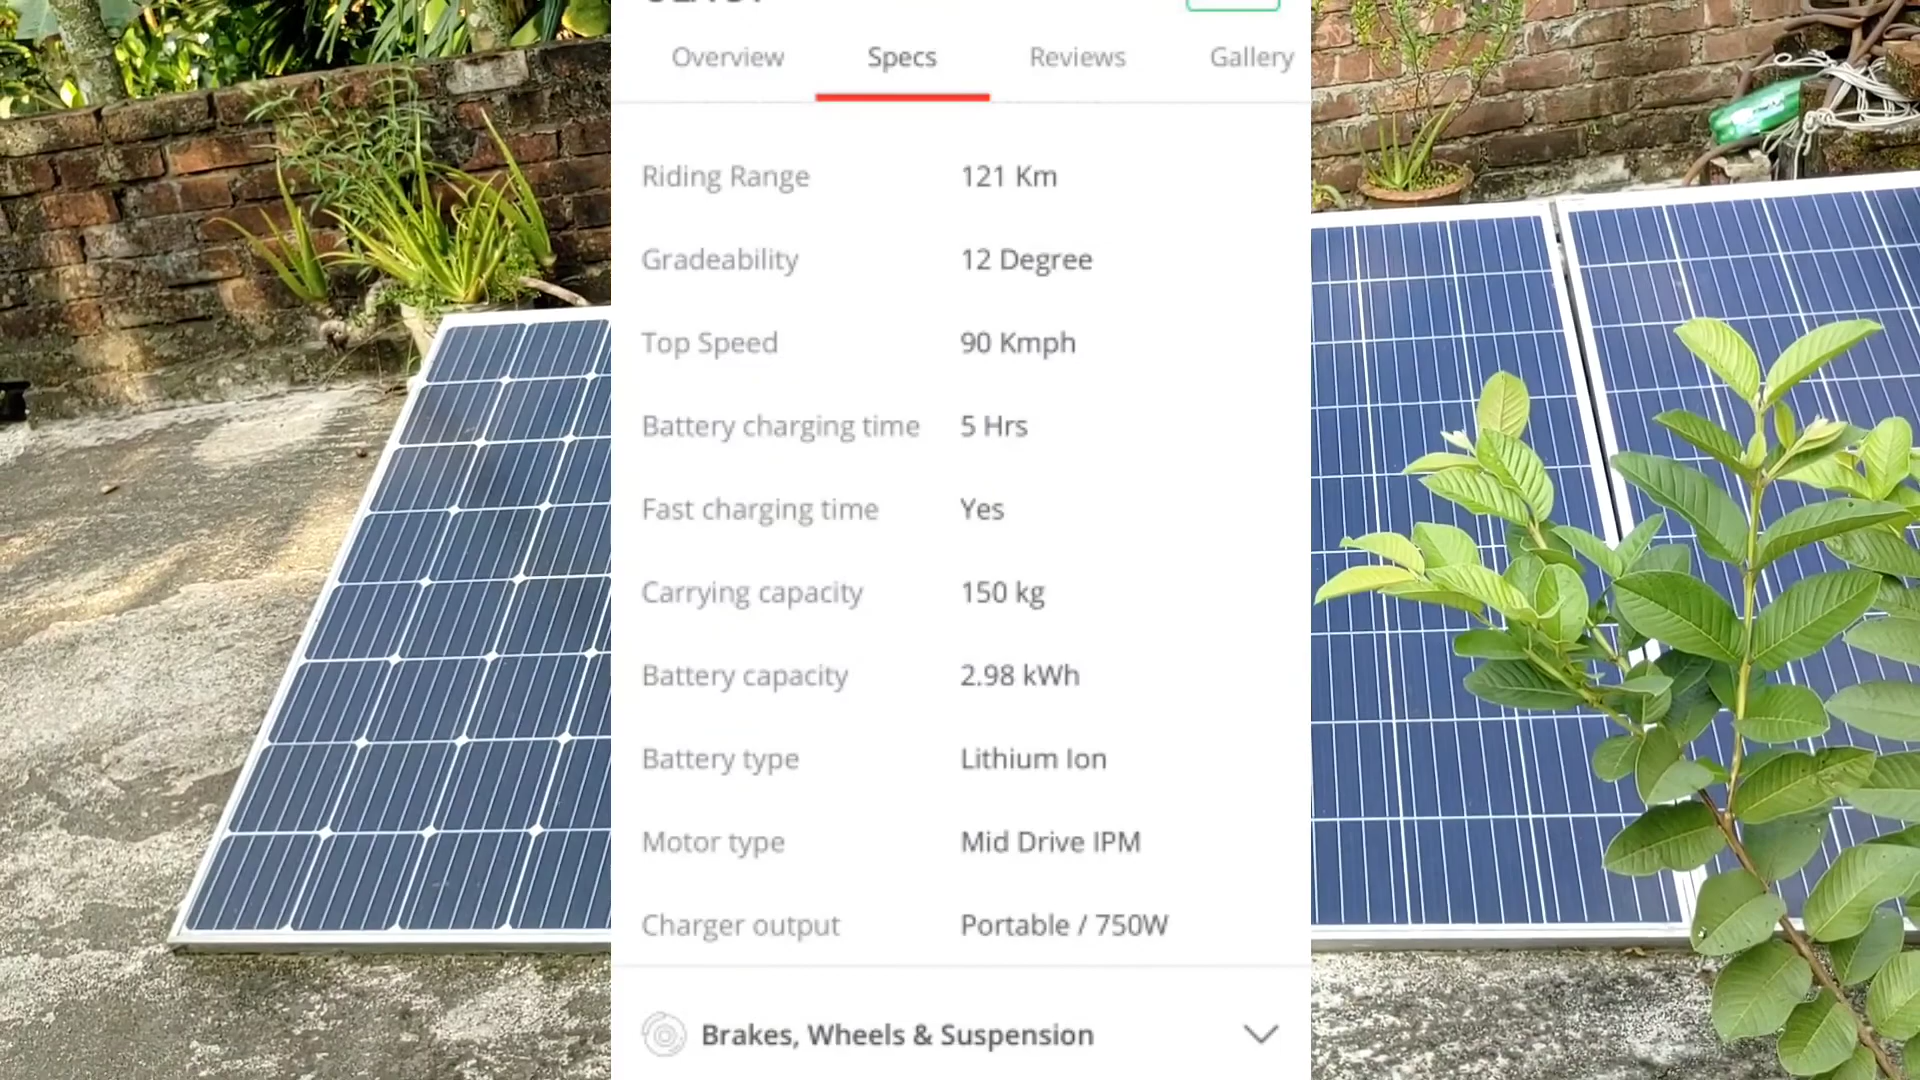 Overview Specs Reviews Gallery
Riding Range 121 Km
Gradeability 12 Degree
Top Speed 90 Kmph
Battery charging time 5 Hrs
Fast charging time Yes
Carrying capacity 150 kg
Battery capacity 2.98 kWh
Battery type Lithium Ion
Motor type Mid Drive IPM
Charger output Portable / 750W
Brakes, Wheels & Suspension